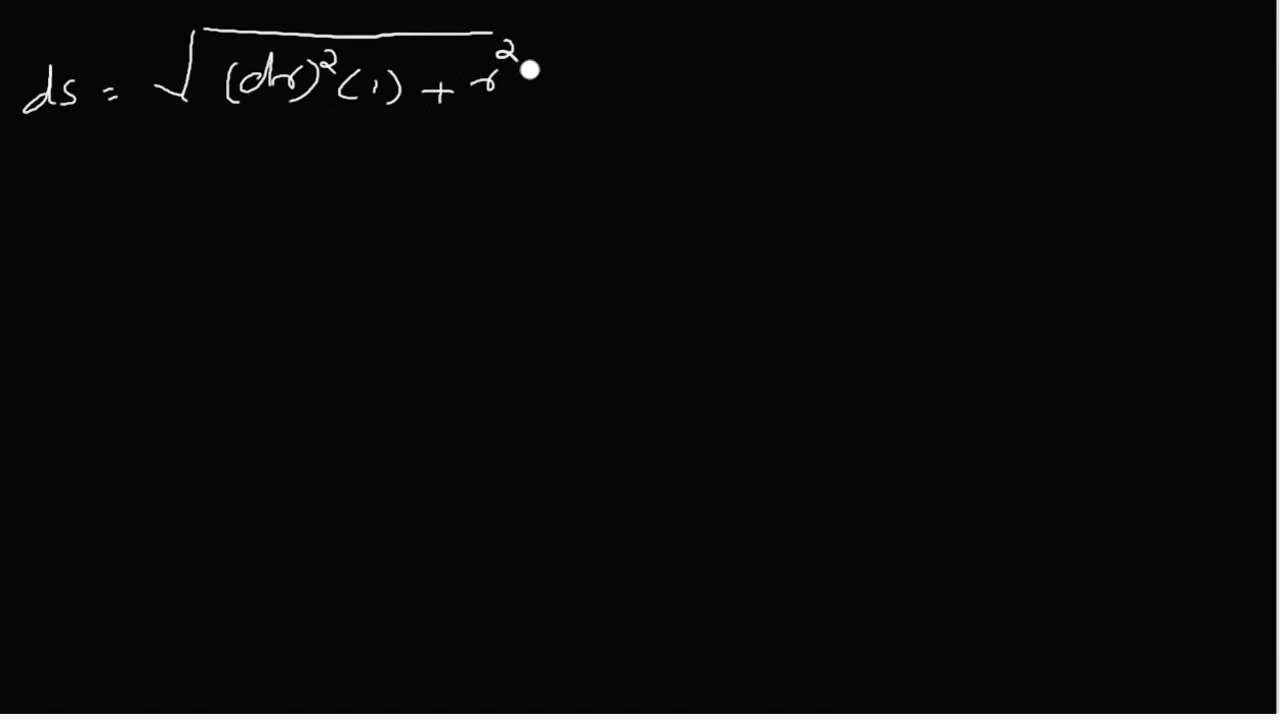 ds = √((dr)²(1) + r²)